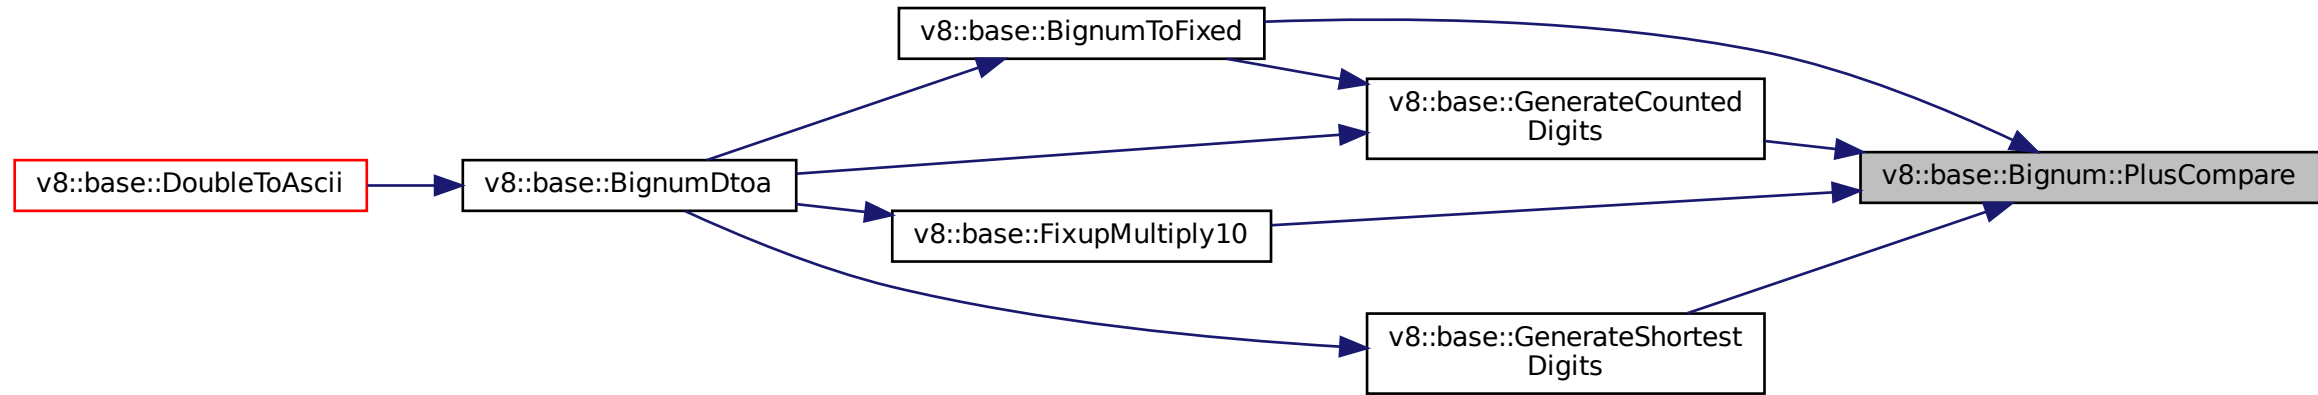 v8::base::BignumToFixed
v8::base::GenerateCounted
Digits
v8::base::DoubleToAscii
v8::base::BignumDtoa
v8::base::Bignum::PlusCompare
v8::base::FixupMultiply10
v8::base::GenerateShortest
Digits